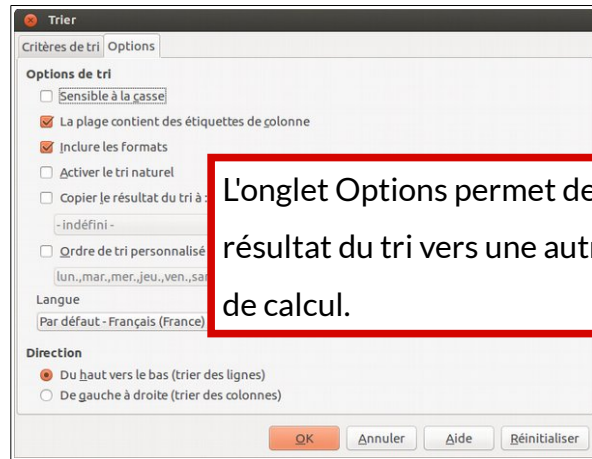 Trier
Critères de tri Options
Options de tri
Sensible à la casse
La plage contient des étiquettes de colonne
Inclure les formats
Activer le tri naturel
Copier le résultat du tri à :
- indéfini -
Ordre de tri personnalisé
lun.,mar.,mer.,jeu.,ven.,sa
Langue
Par défaut - Français (France)
L'onglet Options permet de
résultat du tri vers une autr
de calcul.
Direction
Du haut vers le bas (trier des lignes)
De gauche à droite (trier des colonnes)
OK Annuler Aide Réinitialiser